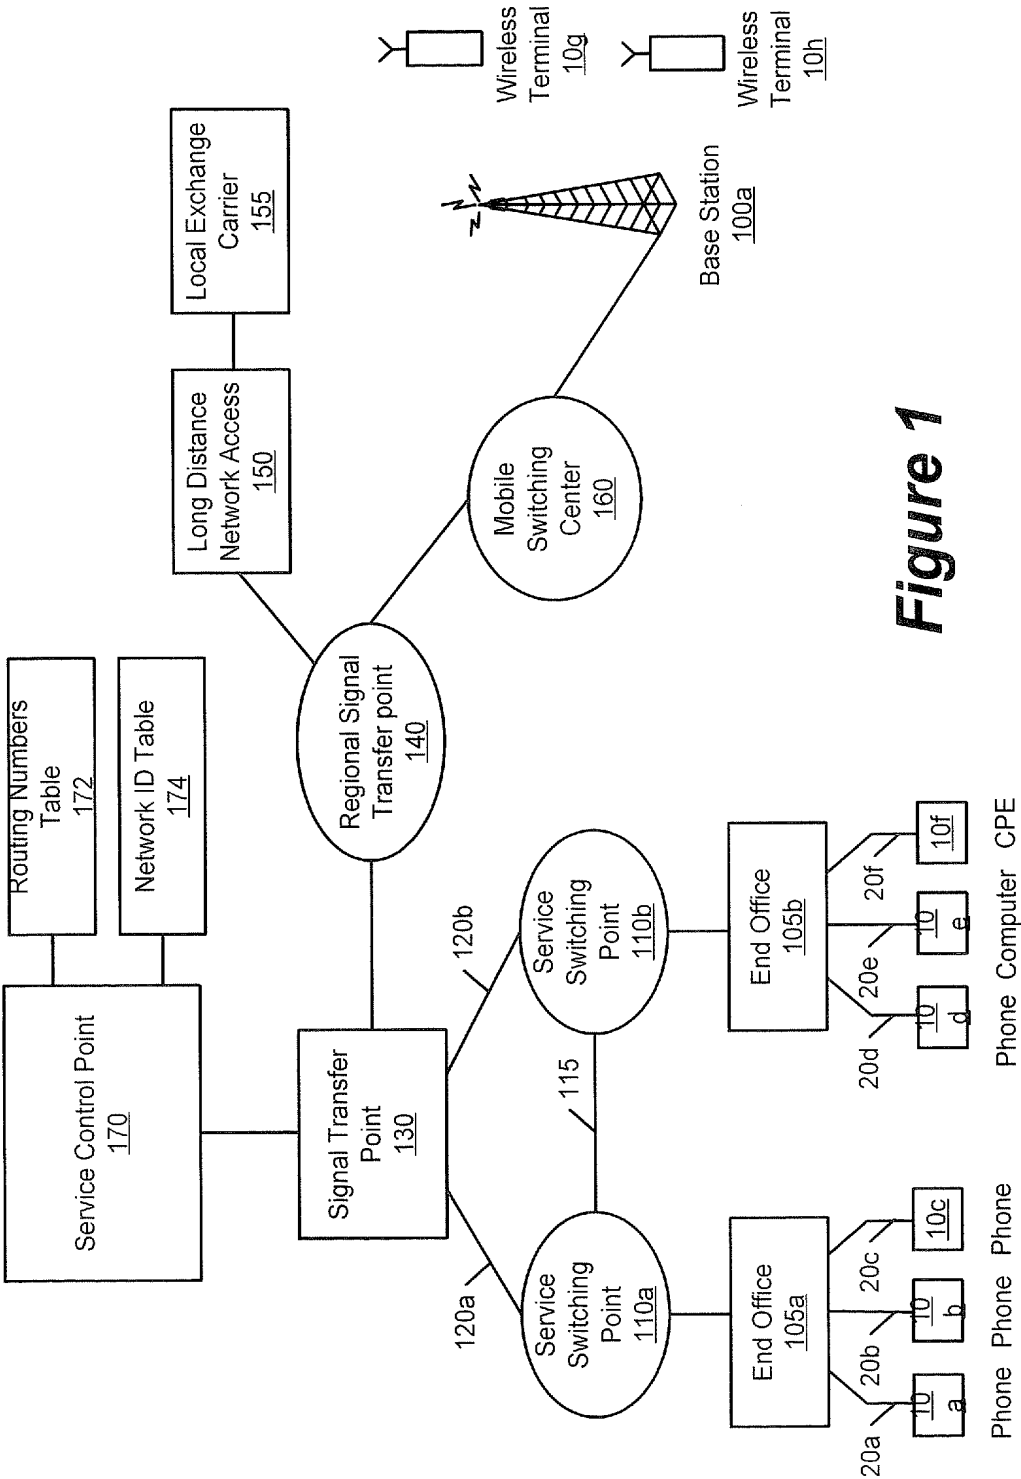 Routing Numbers
Table
172
Network ID Table
174
Service Control Point
170
Local Exchange
Carrier
155
Long Distance
Network Access
150
Signal Transfer
Point
130
Regional Signal
Transfer point
140
Wireless
Terminal
10g
Wireless
Terminal
10h
Mobile
Switching
Center
160
Base Station
100a
120a
120b
Service
Switching
Point
110a
115
Service
Switching
Point
110b
End Office
105a
End Office
105b
20a
20b
20c
20d
20e
20f
10
a
10
b
10c
10
d
10
e
10f
Phone Phone Phone
Phone Computer CPE
Figure 1